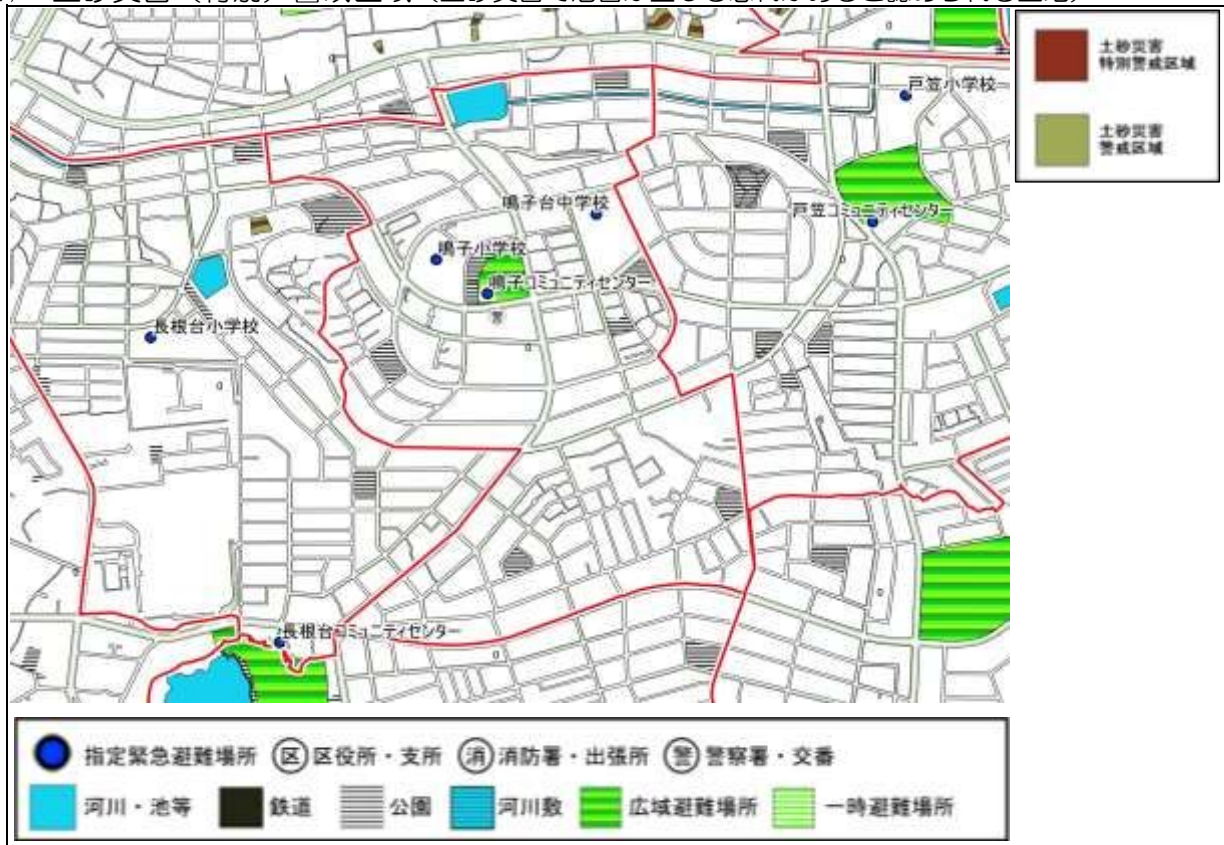 土砂災害
特別警戒区域
土砂災害
警戒区域
戸笠小学校
鳴子台中学校
戸笠コミュニティセンター
鳴子小学校
鳴子コミュニティセンター
長根台小学校
長根台コミュニティセンター
指定緊急避難場所 区 区役所・支所 消 消防署・出張所 警 警察署・交番
河川・池等 鉄道 公園 河川敷 広域避難場所 一時避難場所